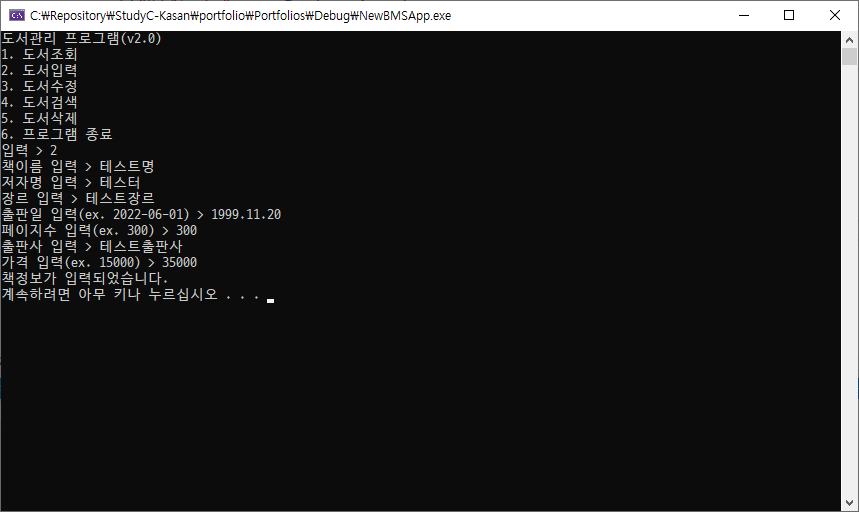 C:₩Repository₩StudyC-Kasan₩portfolio₩Portfolios₩Debug₩NewBMSApp.exe
도서관리 프로그램(v2.0)
1. 도서조회
2. 도서입력
3. 도서수정
4. 도서검색
5. 도서삭제
6. 프로그램 종료
입력 > 2
책이름 입력 > 테스트명
저자명 입력 > 테스터
장르 입력 > 테스트장르
출판일 입력(ex. 2022-06-01) > 1999.11.20
페이지수 입력(ex. 300) > 300
출판사 입력 > 테스트출판사
가격 입력(ex. 15000) > 35000
책정보가 입력되었습니다.
계속하려면 아무 키나 누르십시오 . . .